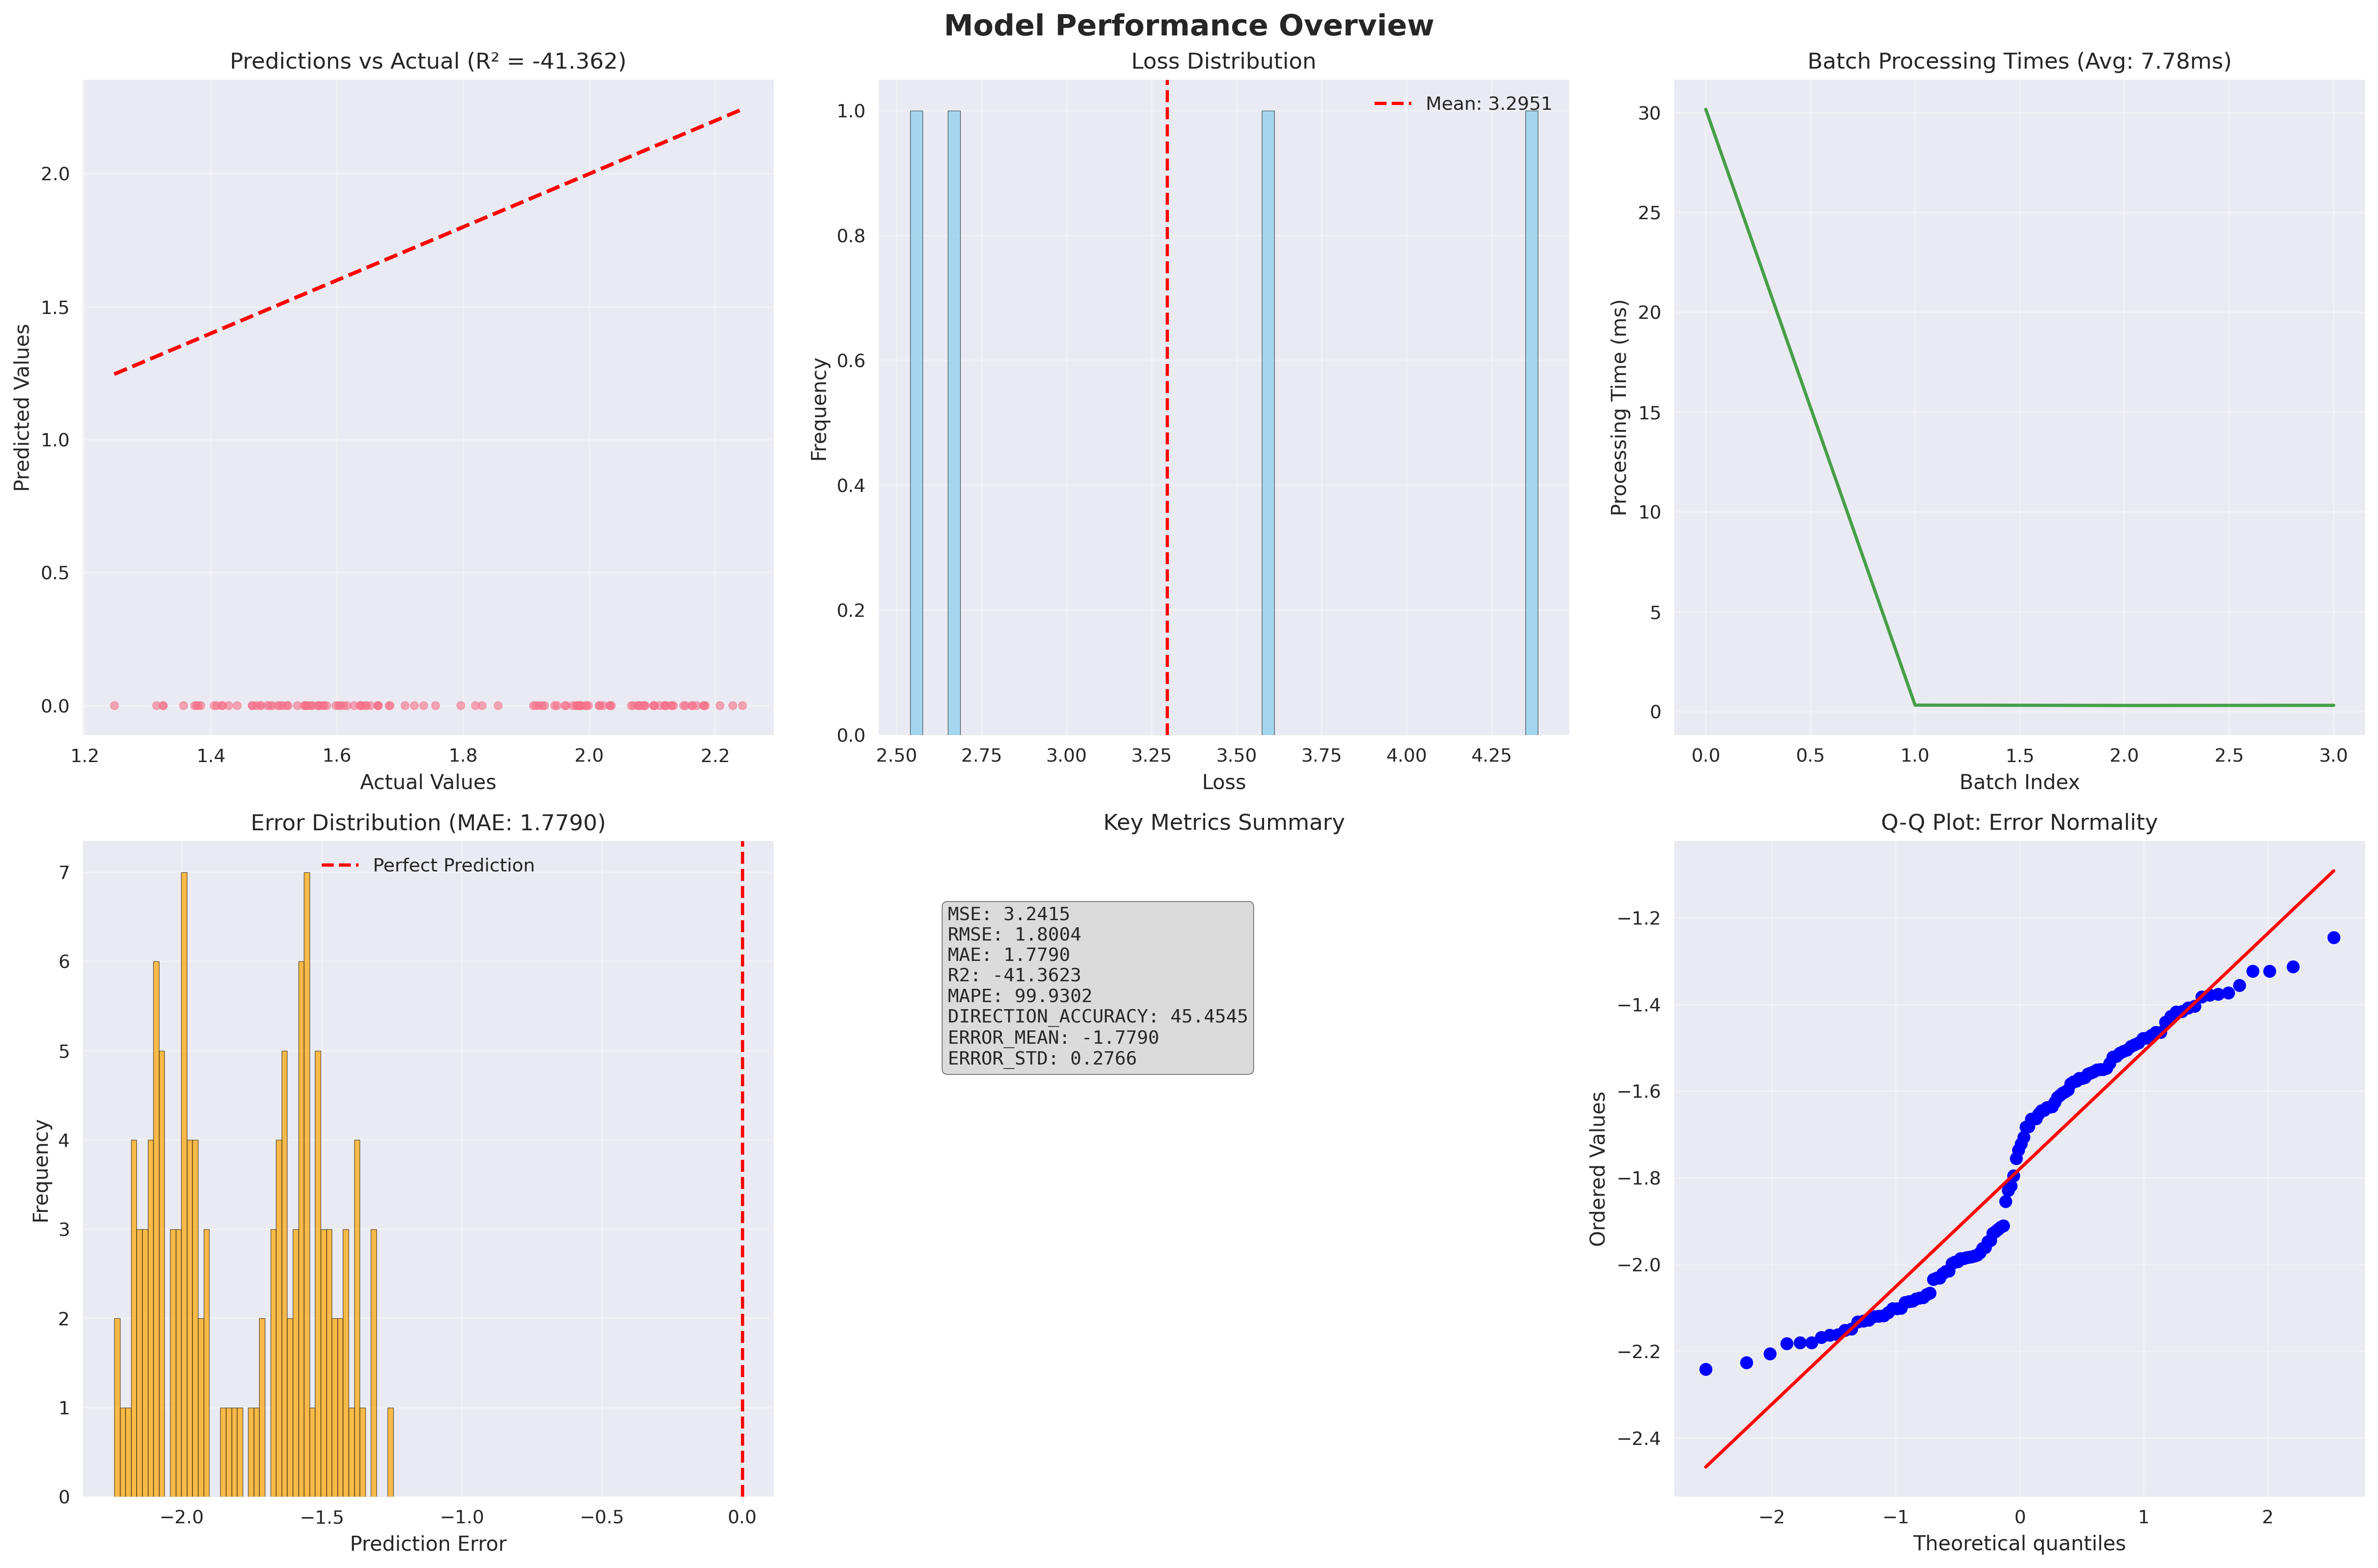 Model Performance Overview
Predictions vs Actual (R² = -41.362)
Predicted Values
2.0
1.5
1.0
0.5
0.0
1.2 1.4 1.6 1.8 2.0 2.2
Actual Values
Loss Distribution
Mean: 3.2951
Frequency
1.0
0.8
0.6
0.4
0.2
0.0
2.50 2.75 3.00 3.25 3.50 3.75 4.00 4.25
Loss
Batch Processing Times (Avg: 7.78ms)
Processing Time (ms)
30
25
20
15
10
5
0
0.0 0.5 1.0 1.5 2.0 2.5 3.0
Batch Index
Error Distribution (MAE: 1.7790)
Perfect Prediction
Frequency
7
6
5
4
3
2
1
0
−2.0 −1.5 −1.0 −0.5 0.0
Prediction Error
Key Metrics Summary
MSE: 3.2415
RMSE: 1.8004
MAE: 1.7790
R2: -41.3623
MAPE: 99.9302
DIRECTION_ACCURACY: 45.4545
ERROR_MEAN: -1.7790
ERROR_STD: 0.2766
Q-Q Plot: Error Normality
Ordered Values
−1.2
−1.4
−1.6
−1.8
−2.0
−2.2
−2.4
−2 −1 0 1 2
Theoretical quantiles